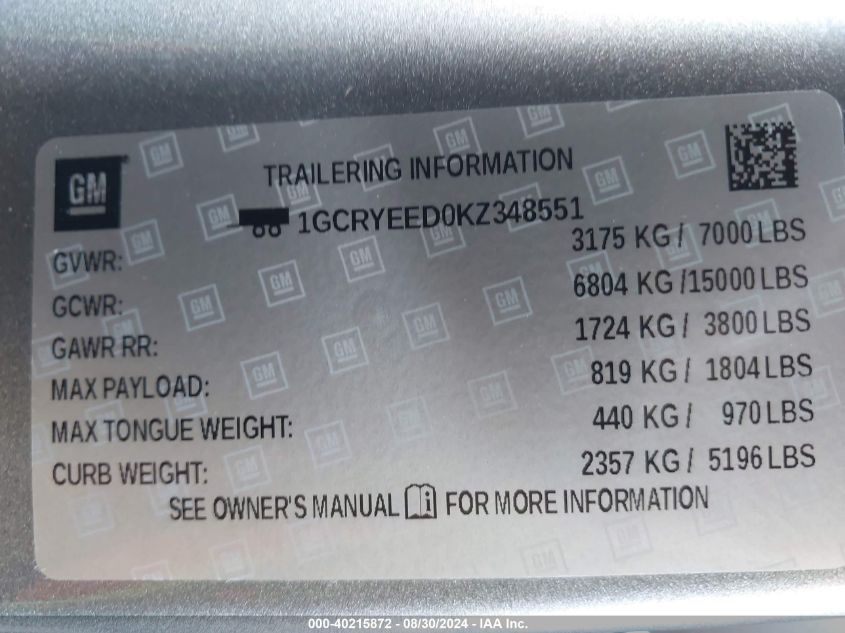 GM
TRAILERING INFORMATION
1GCRYEED0KZ348551
GVWR: 3175 KG / 7000 LBS
GCWR: 6804 KG / 15000 LBS
GAWR RR: 1724 KG / 3800 LBS
MAX PAYLOAD: 819 KG / 1804 LBS
MAX TONGUE WEIGHT: 440 KG / 970 LBS
CURB WEIGHT: 2357 KG / 5196 LBS
SEE OWNER'S MANUAL FOR MORE INFORMATION
000-40215872 - 08/30/2024 - IAA Inc.